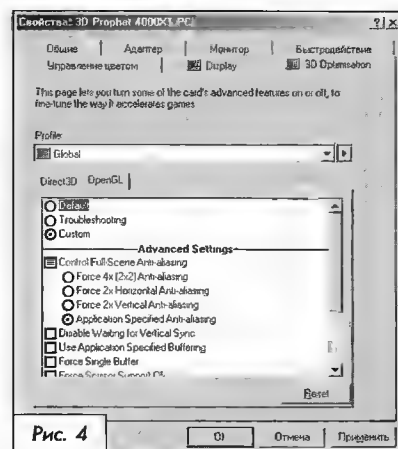 Свойства: 3D Prophet 4000XT PCI
Общие Адаптер Монитор Быстродействие
Управление цветом Display 3D Optimisation
This page lets you turn some of the card's advanced features on or off, to
fine-tune the way it accelerates games
Profile
Global
Direct3D OpenGL
Default
Troubleshooting
Custom
Advanced Settings
Control Full-Scene Anti-aliasing
Force 4x (2x2) Anti-aliasing
Force 2x Horizontal Anti-aliasing
Force 2x Vertical Anti-aliasing
Application Specified Anti-aliasing
Disable Waiting for Vertical Sync
Use Application Specified Buffering
Force Single Buffer
Reset
Рис. 4
Отмена Применить